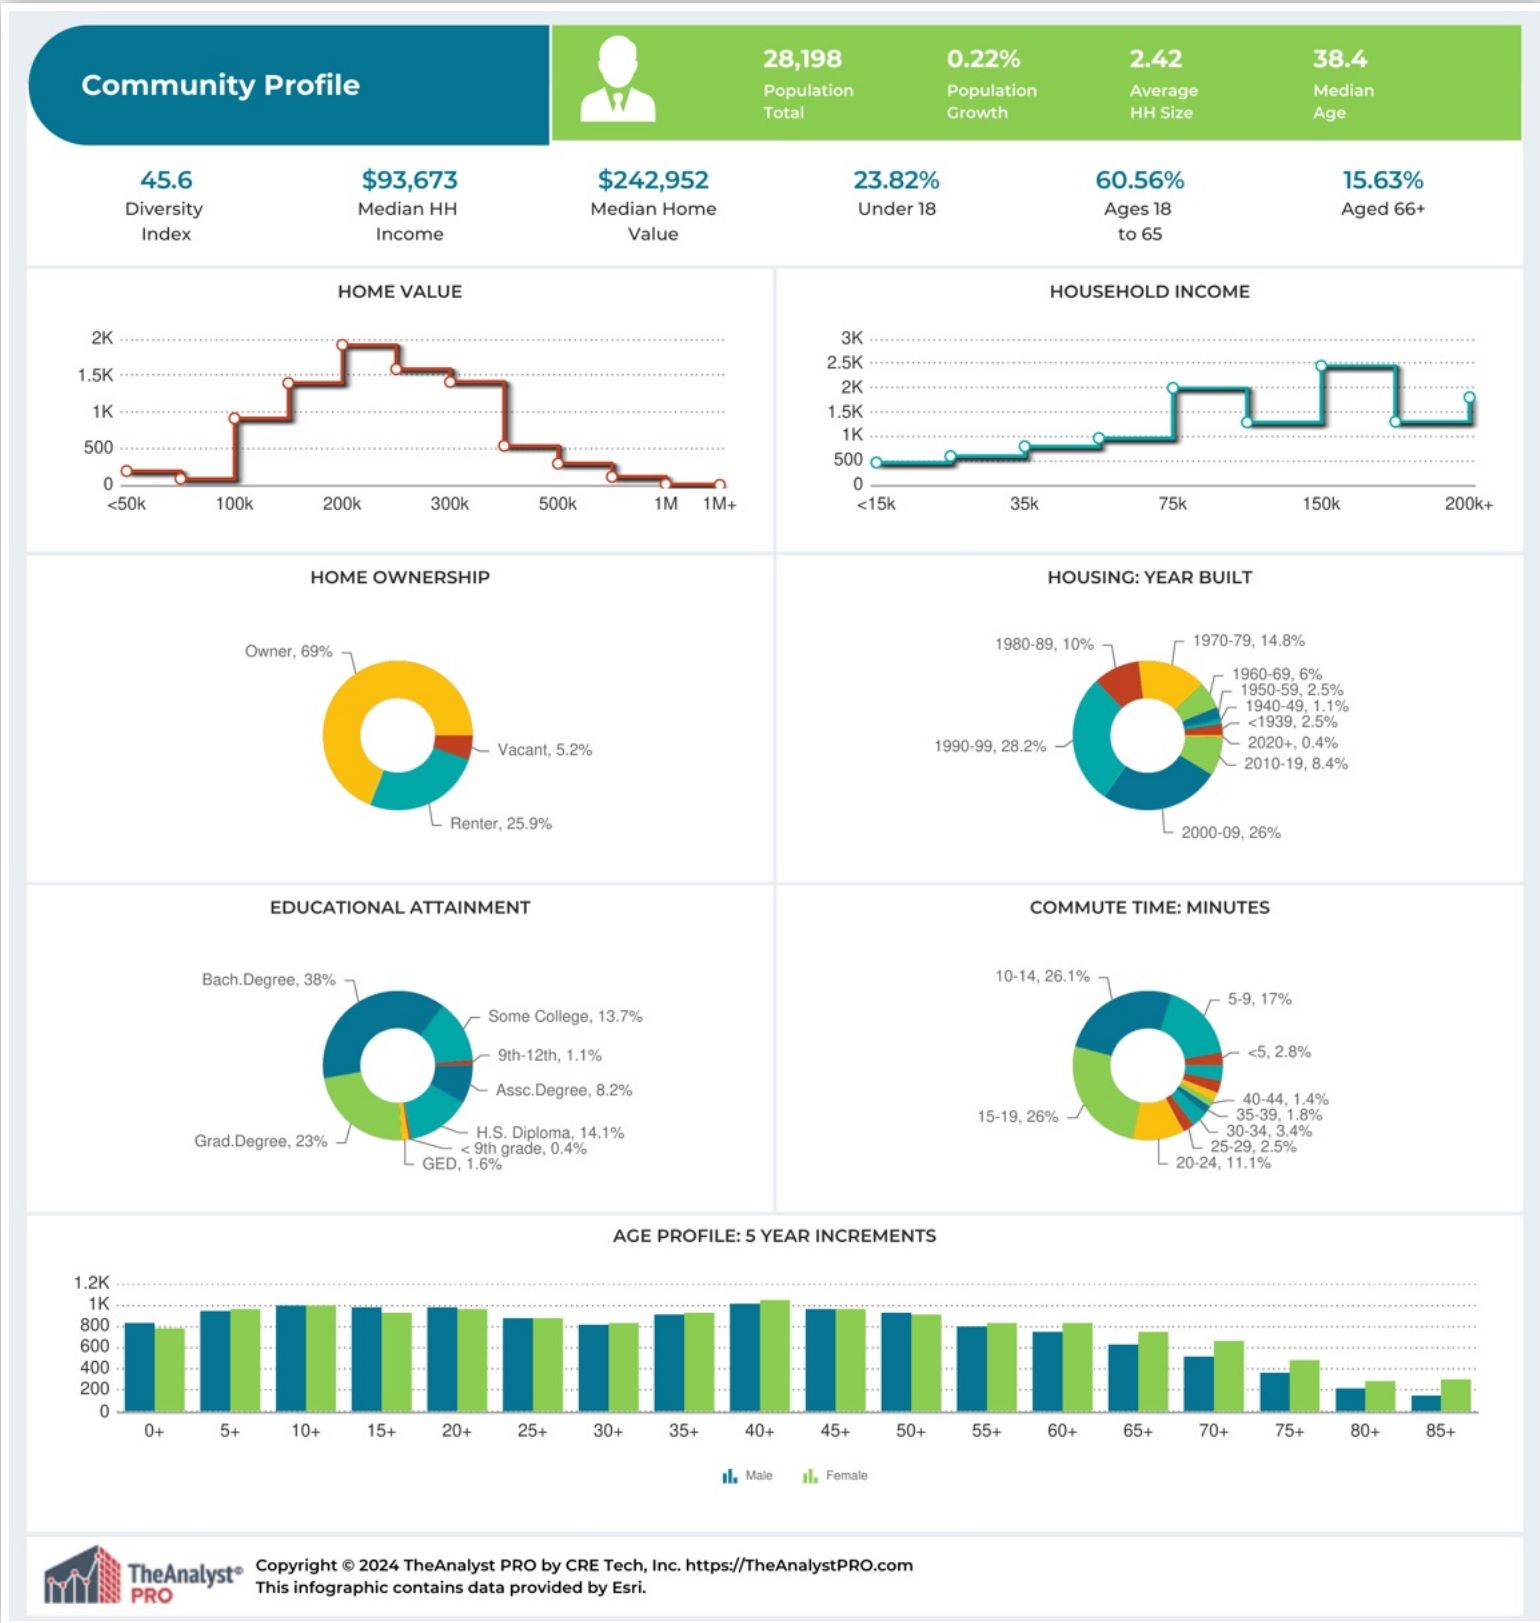 Community Profile
28,198
Population
Total
0.22%
Population
Growth
2.42
Average
HH Size
38.4
Median
Age
45.6
Diversity
Index
$93,673
Median HH
Income
$242,952
Median Home
Value
23.82%
Under 18
60.56%
Ages 18
to 65
15.63%
Aged 66+
HOME VALUE
2K
1.5K
1K
500
0
<50k 100k 200k 300k 500k 1M 1M+
HOUSEHOLD INCOME
3K
2.5K
2K
1.5K
1K
500
0
<15k 35k 75k 150k 200k+
HOME OWNERSHIP
Owner, 69%
Vacant, 5.2%
Renter, 25.9%
HOUSING: YEAR BUILT
1980-89, 10%
1970-79, 14.8%
1960-69, 6%
1950-59, 2.5%
1940-49, 1.1%
<1939, 2.5%
1990-99, 28.2%
2020+, 0.4%
2010-19, 8.4%
2000-09, 26%
EDUCATIONAL ATTAINMENT
Bach.Degree, 38%
Some College, 13.7%
9th-12th, 1.1%
Assc.Degree, 8.2%
H.S. Diploma, 14.1%
Grad.Degree, 23%
< 9th grade, 0.4%
GED, 1.6%
COMMUTE TIME: MINUTES
10-14, 26.1%
5-9, 17%
<5, 2.8%
40-44, 1.4%
15-19, 26%
35-39, 1.8%
30-34, 3.4%
25-29, 2.5%
20-24, 11.1%
AGE PROFILE: 5 YEAR INCREMENTS
1.2K
1K
800
600
400
200
0
0+ 5+ 10+ 15+ 20+ 25+ 30+ 35+ 40+ 45+ 50+ 55+ 60+ 65+ 70+ 75+ 80+ 85+
Male Female
TheAnalyst©
PRO
Copyright © 2024 TheAnalyst PRO by CRE Tech, Inc. https://TheAnalystPRO.com
This infographic contains data provided by Esri.